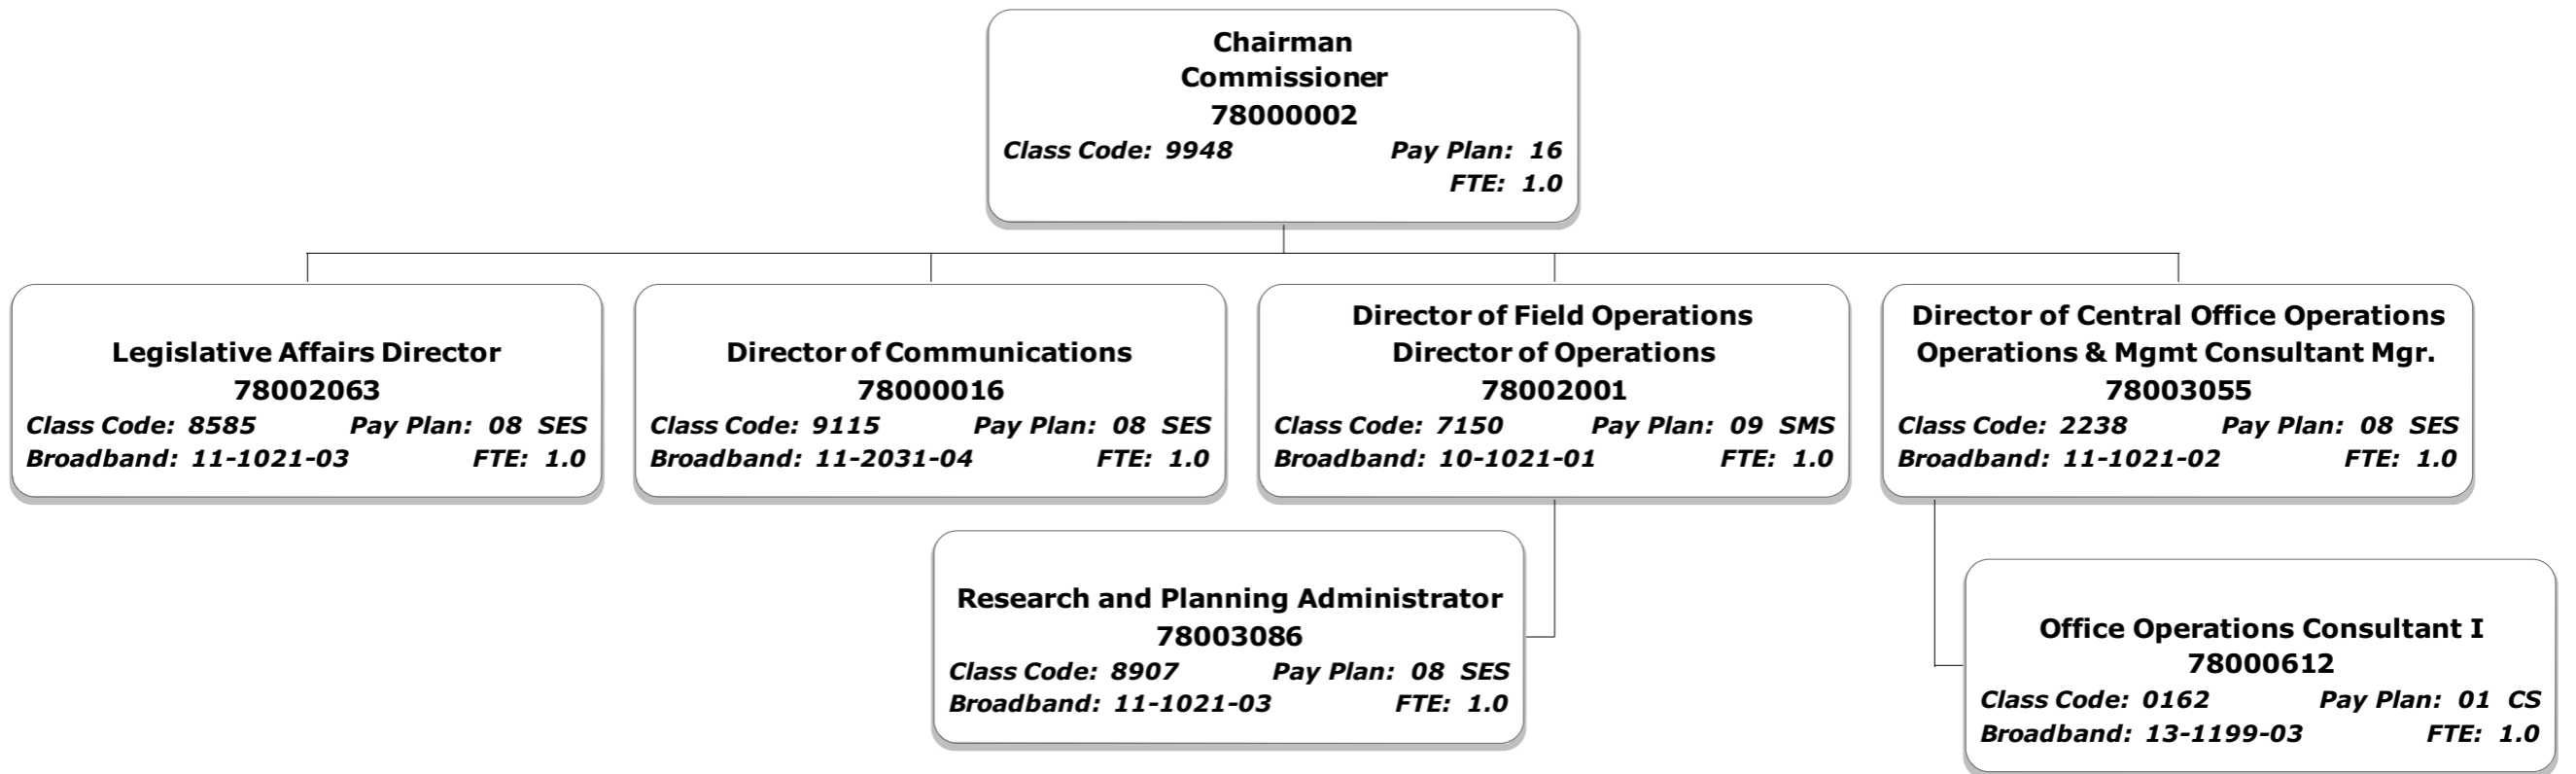 Chairman
Commissioner
78000002
Class Code: 9948 Pay Plan: 16
FTE: 1.0
Legislative Affairs Director
78002063
Class Code: 8585 Pay Plan: 08 SES
Broadband: 11-1021-03 FTE: 1.0
Director of Communications
78000016
Class Code: 9115 Pay Plan: 08 SES
Broadband: 11-2031-04 FTE: 1.0
Director of Field Operations
Director of Operations
78002001
Class Code: 7150 Pay Plan: 09 SMS
Broadband: 10-1021-01 FTE: 1.0
Director of Central Office Operations
Operations & Mgmt Consultant Mgr.
78003055
Class Code: 2238 Pay Plan: 08 SES
Broadband: 11-1021-02 FTE: 1.0
Research and Planning Administrator
78003086
Class Code: 8907 Pay Plan: 08 SES
Broadband: 11-1021-03 FTE: 1.0
Office Operations Consultant I
78000612
Class Code: 0162 Pay Plan: 01 CS
Broadband: 13-1199-03 FTE: 1.0